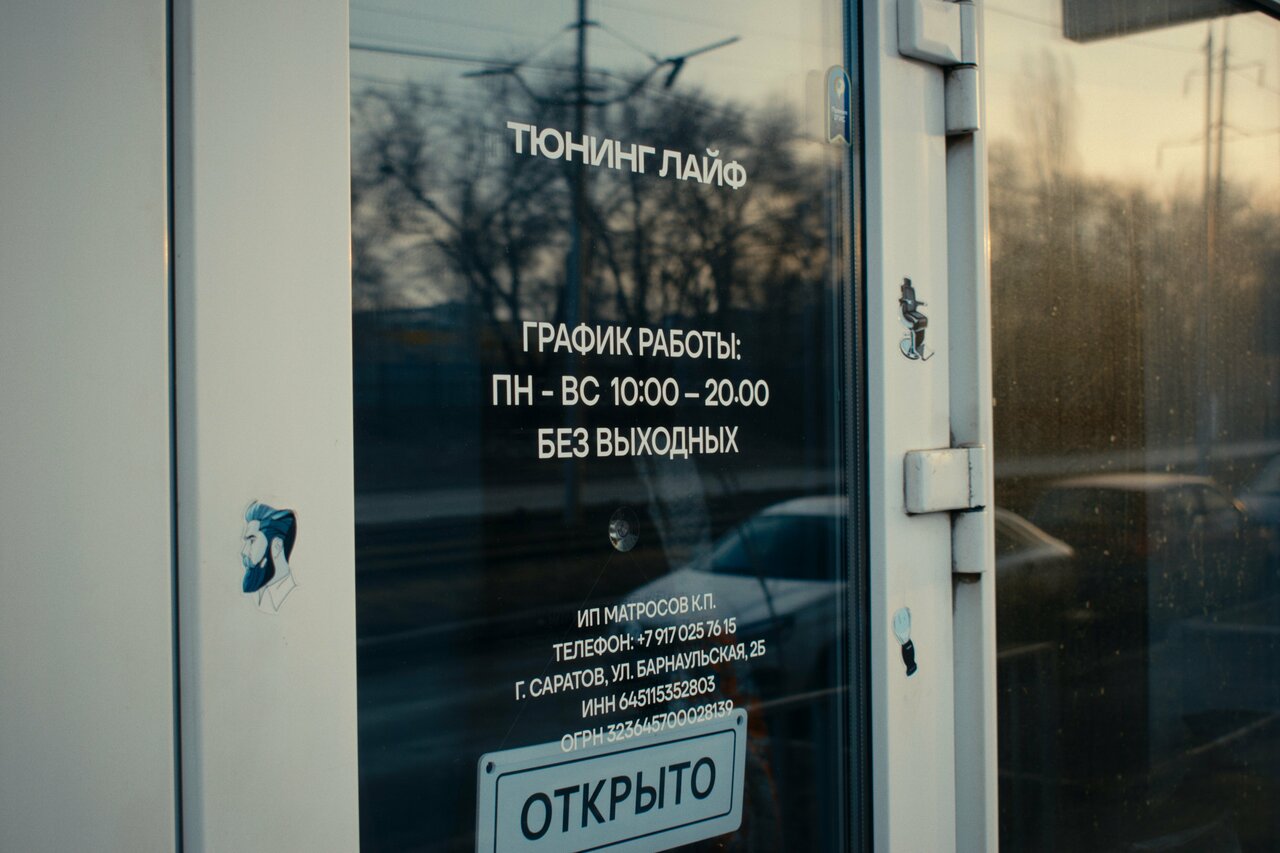 ТЮНИНГ ЛАЙФ
ГРАФИК РАБОТЫ:
ПН - ВС 10:00 – 20:00
БЕЗ ВЫХОДНЫХ
ИП МАТРОСОВ К.П.
ТЕЛЕФОН: +7 917 025 76 15
Г. САРАТОВ, УЛ. БАРНАУЛЬСКАЯ, 2Б
ИНН 645115352803
ОГРН 323645700028139
ОТКРЫТО